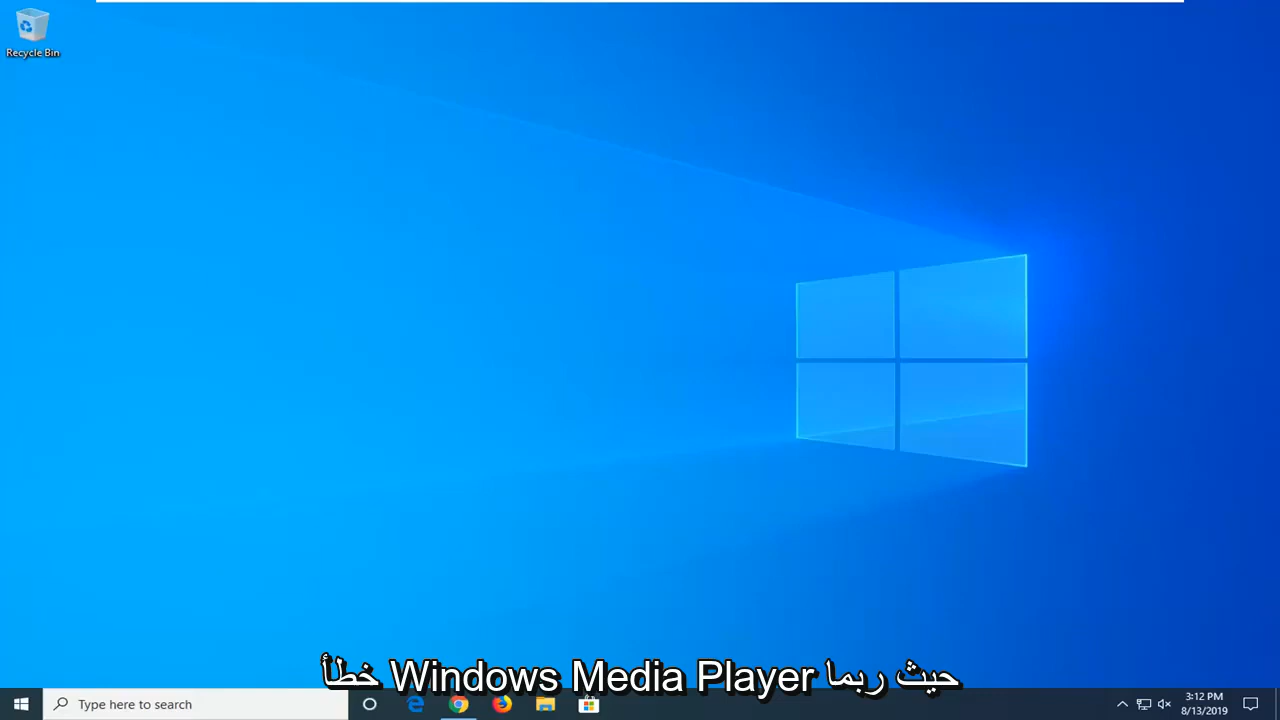 Recycle Bin
خطأ Windows Media Player حيث ربما
Type here to search
3:12 PM
8/13/2019